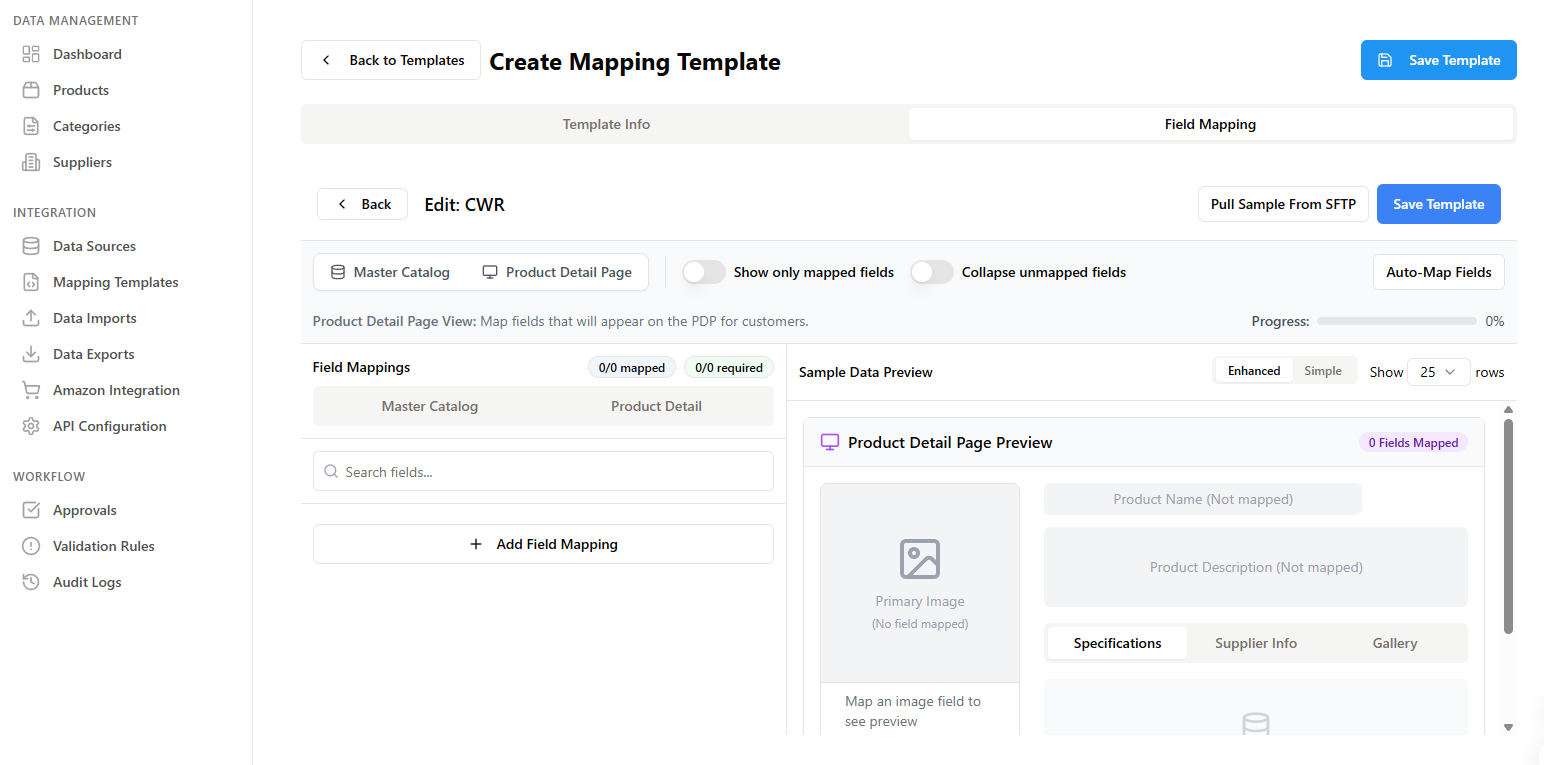 DATA MANAGEMENT
Dashboard
Products
Categories
Suppliers
INTEGRATION
Data Sources
Mapping Templates
Data Imports
Data Exports
Amazon Integration
API Configuration
WORKFLOW
Approvals
Validation Rules
Audit Logs
Back to Templates
Create Mapping Template
Save Template
Template Info
Field Mapping
Back
Edit: CWR
Pull Sample From SFTP
Save Template
Master Catalog
Product Detail Page
Show only mapped fields
Collapse unmapped fields
Auto-Map Fields
Product Detail Page View: Map fields that will appear on the PDP for customers.
Progress:
0%
Field Mappings
0/0 mapped
0/0 required
Master Catalog
Product Detail
Search fields...
Add Field Mapping
Sample Data Preview
Enhanced
Simple
Show
25
rows
Product Detail Page Preview
0 Fields Mapped
Primary Image
(No field mapped)
Map an image field to
see preview
Product Name (Not mapped)
Product Description (Not mapped)
Specifications
Supplier Info
Gallery